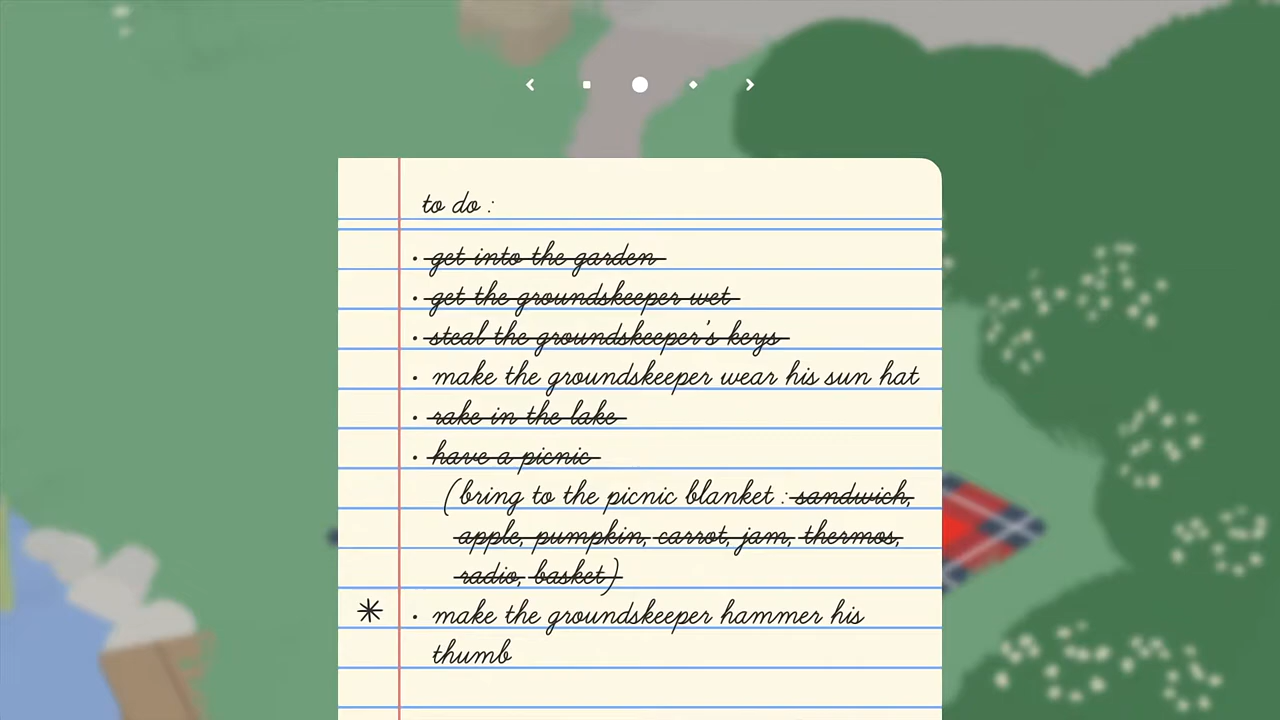 to do :
· get into the garden
· get the groundskeeper wet
· steal the groundskeeper's keys
· make the groundskeeper wear his sun hat
· rake in the lake
· have a picnic
(bring to the picnic blanket : sandwich,
apple, pumpkin, carrot, jam, thermos,
radio, basket)
* · make the groundskeeper hammer his
thumb